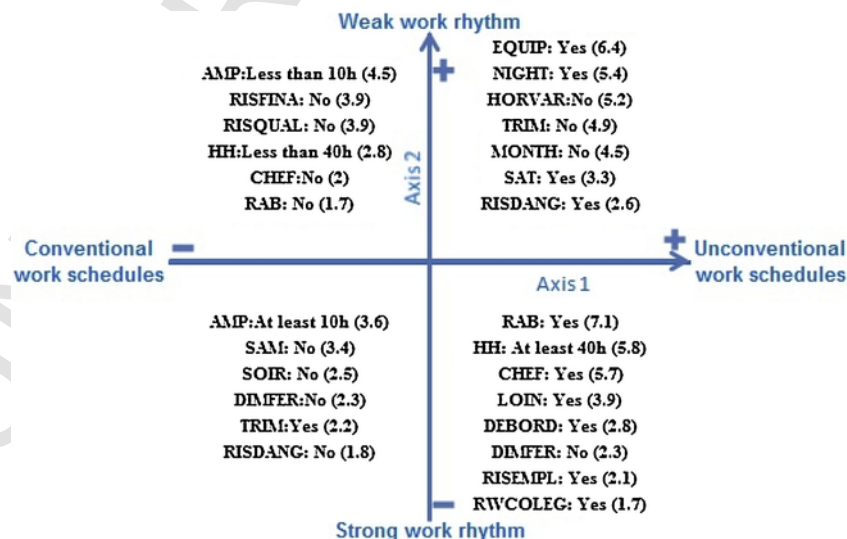 Weak work rhythm
AMP:Less than 10h (4.5)
RISFINA: No (3.9)
RISQUAL: No (3.9)
HH:Less than 40h (2.8)
CHEF:No (2)
RAB: No (1.7)
EQUIP: Yes (6.4)
NIGHT: Yes (5.4)
HORVAR:No (5.2)
TRIM: No (4.9)
MONTH: No (4.5)
SAT: Yes (3.3)
RISDANG: Yes (2.6)
+
Axis 2
Conventional
work schedules
−
+
Unconventional
work schedules
Axis 1
AMP:At least 10h (3.6)
SAM: No (3.4)
SOIR: No (2.5)
DIMFER:No (2.3)
TRIM:Yes (2.2)
RISDANG: No (1.8)
RAB: Yes (7.1)
HH: At least 40h (5.8)
CHEF: Yes (5.7)
LOIN: Yes (3.9)
DEBORD: Yes (2.8)
DIMFER: No (2.3)
RISEMPL: Yes (2.1)
RWCOLEG: Yes (1.7)
−
Strong work rhythm